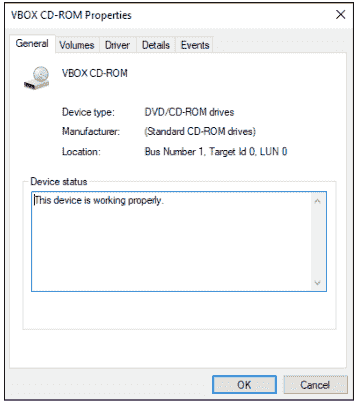 VBOX CD-ROM Properties
General Volumes Driver Details Events
VBOX CD-ROM
Device type: DVD/CD-ROM drives
Manufacturer: (Standard CD-ROM drives)
Location: Bus Number 1, Target Id 0, LUN 0
Device status
This device is working properly.
OK Cancel